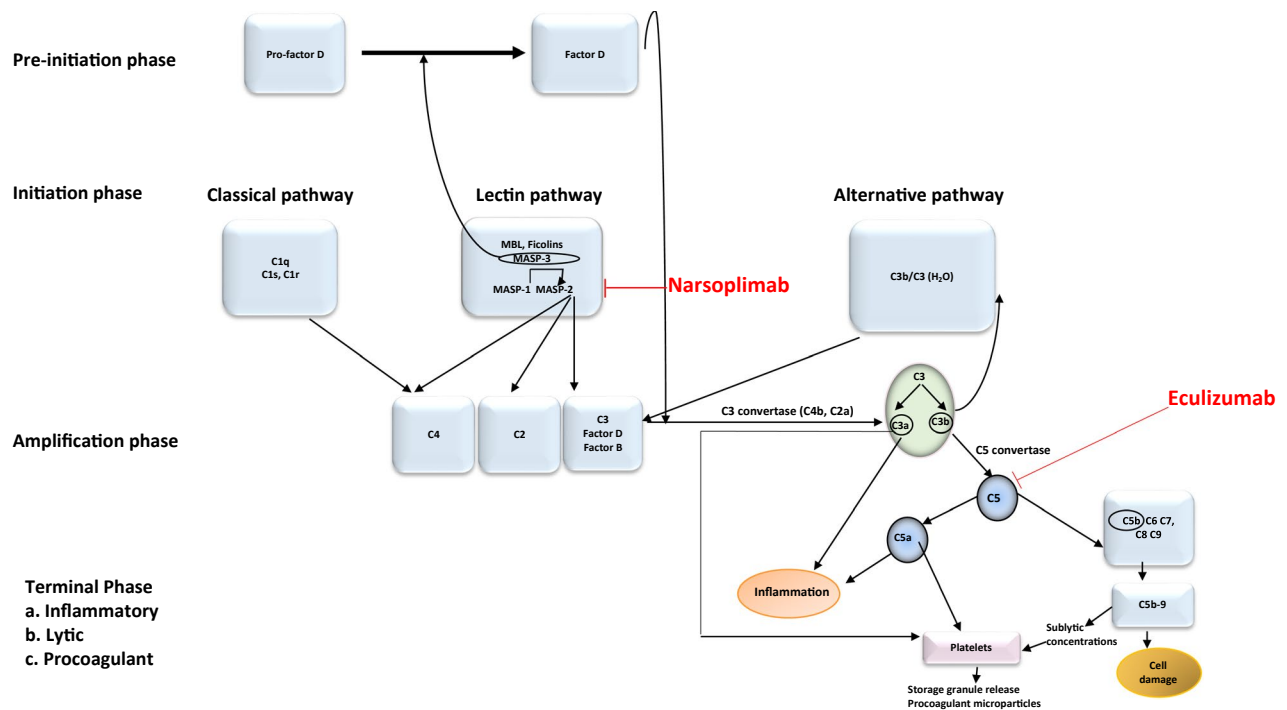 Pre-initiation phase
Pro-factor D
Factor D
Initiation phase
Classical pathway
Lectin pathway
Alternative pathway
C1q
C1s, C1r
MBL, Ficolins
MASP-3
MASP-1 MASP-2
Narsoplimab
C3b/C3 (H₂O)
Amplification phase
C4
C2
C3
Factor D
Factor B
C3 convertase (C4b, C2a)
C3
C3a
C3b
Eculizumab
C5 convertase
C5
C5a
C5b C6 C7,
C8 C9
Terminal Phase
a. Inflammatory
b. Lytic
c. Procoagulant
Inflammation
C5b-9
Sublytic
concentrations
Platelets
Cell
damage
Storage granule release
Procoagulant microparticles